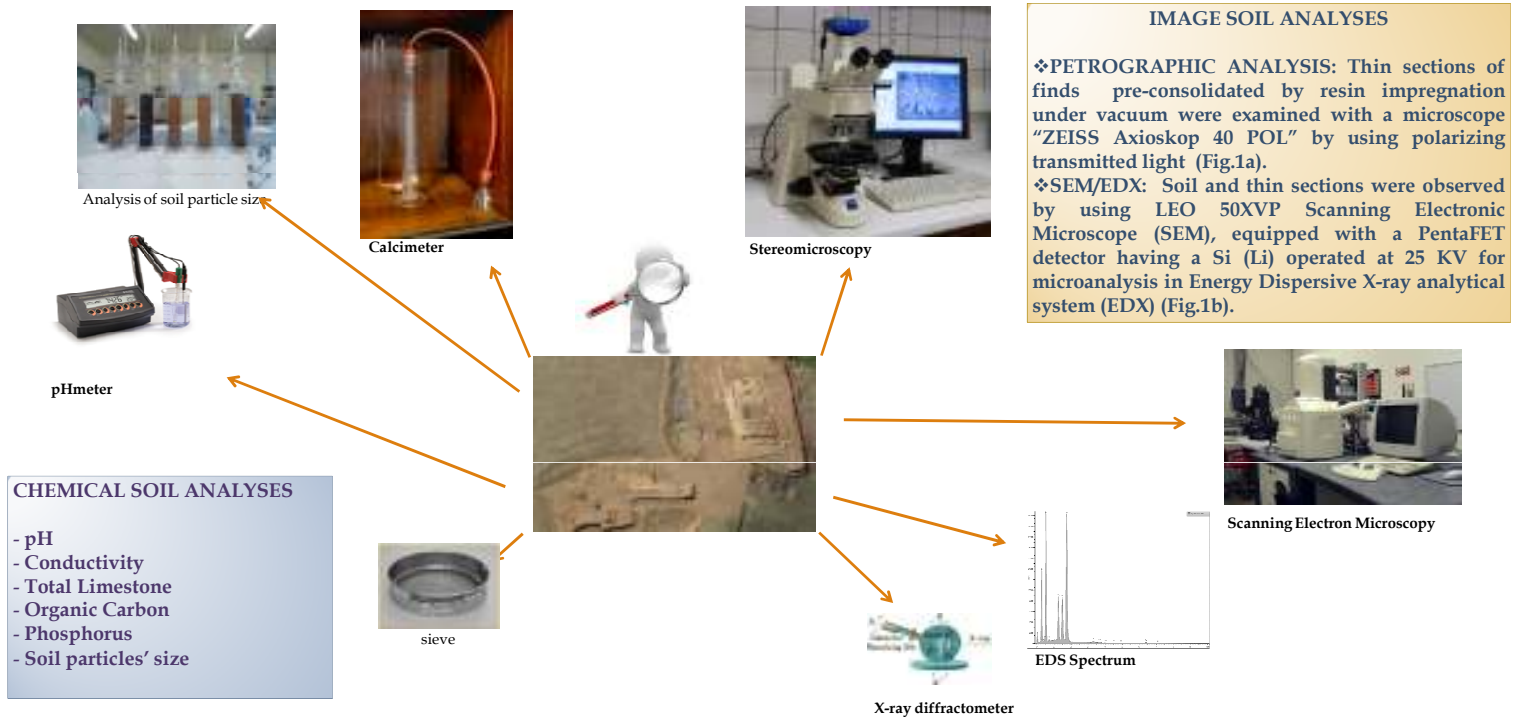 IMAGE SOIL ANALYSES
❖PETROGRAPHIC ANALYSIS: Thin sections of
finds pre-consolidated by resin impregnation
under vacuum were examined with a microscope
“ZEISS Axioskop 40 POL” by using polarizing
transmitted light (Fig.1a).
❖SEM/EDX: Soil and thin sections were observed
by using LEO 50XVP Scanning Electronic
Microscope (SEM), equipped with a PentaFET
detector having a Si (Li) operated at 25 KV for
microanalysis in Energy Dispersive X-ray analytical
system (EDX) (Fig.1b).
Analysis of soil particle size
Calcimeter
Stereomicroscopy
pHmeter
Scanning Electron Microscopy
CHEMICAL SOIL ANALYSES
- pH
- Conductivity
- Total Limestone
- Organic Carbon
- Phosphorus
- Soil particles’ size
sieve
X-ray
EDS Spectrum
X-ray diffractometer